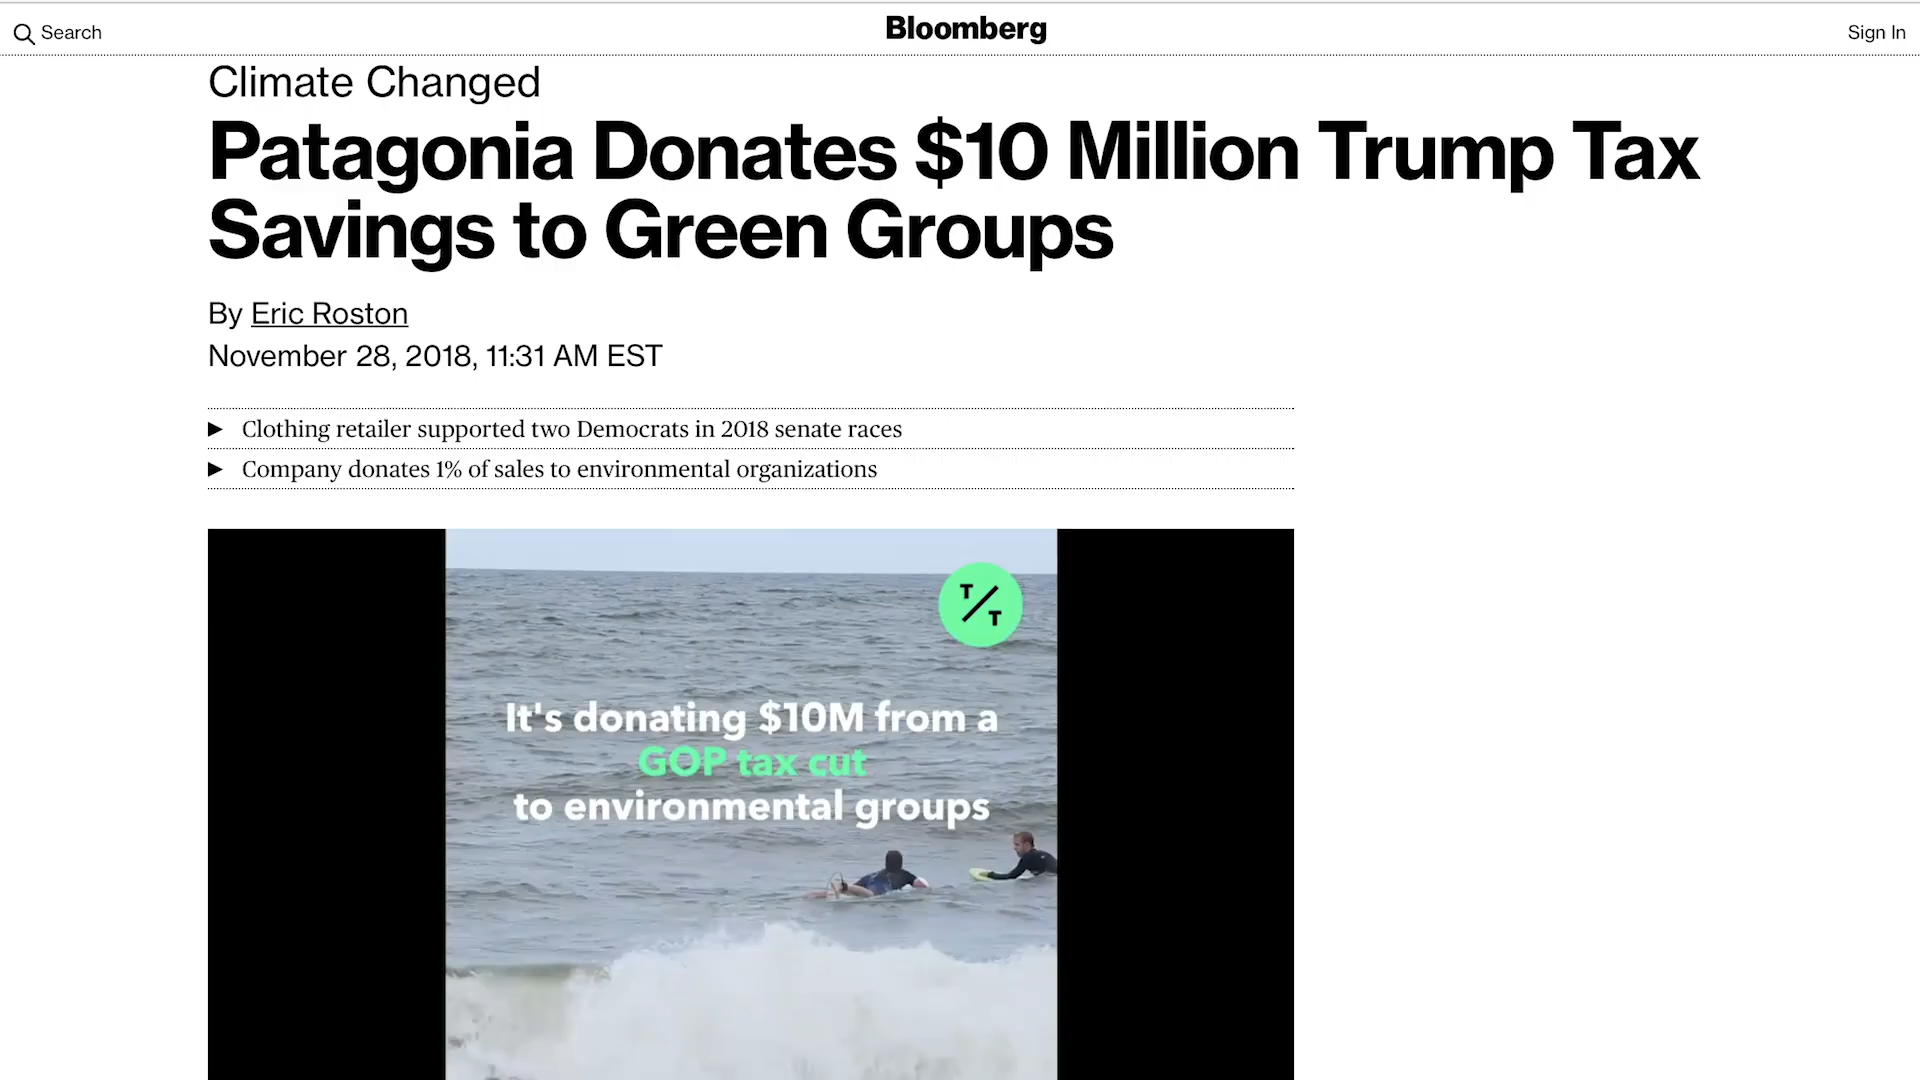 Search
Bloomberg
Sign In
Climate Changed
Patagonia Donates $10 Million Trump Tax
Savings to Green Groups
By Eric Roston
November 28, 2018, 11:31 AM EST
Clothing retailer supported two Democrats in 2018 senate races
Company donates 1% of sales to environmental organizations
T/T
It's donating $10M from a
GOP tax cut
to environmental groups